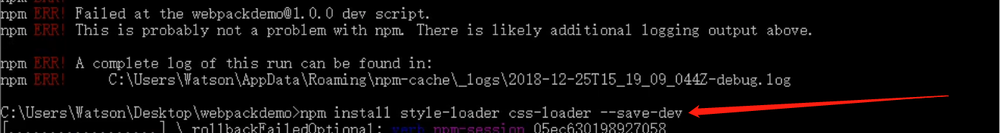 npm ERR! Failed at the webpackdemo@1.0.0 dev script.
npm ERR! This is probably not a problem with npm. There is likely additional logging output above.
npm ERR! A complete log of this run can be found in:
npm ERR!     C:\Users\Watson\AppData\Roaming\npm-cache\_logs\2018-12-25T15_19_09_044Z-debug.log
C:\Users\Watson\Desktop\webpackdemo>npm install style-loader css-loader --save-dev
[..................] \ rollbackFailedOptional: verb npm-session 05ec630198927058